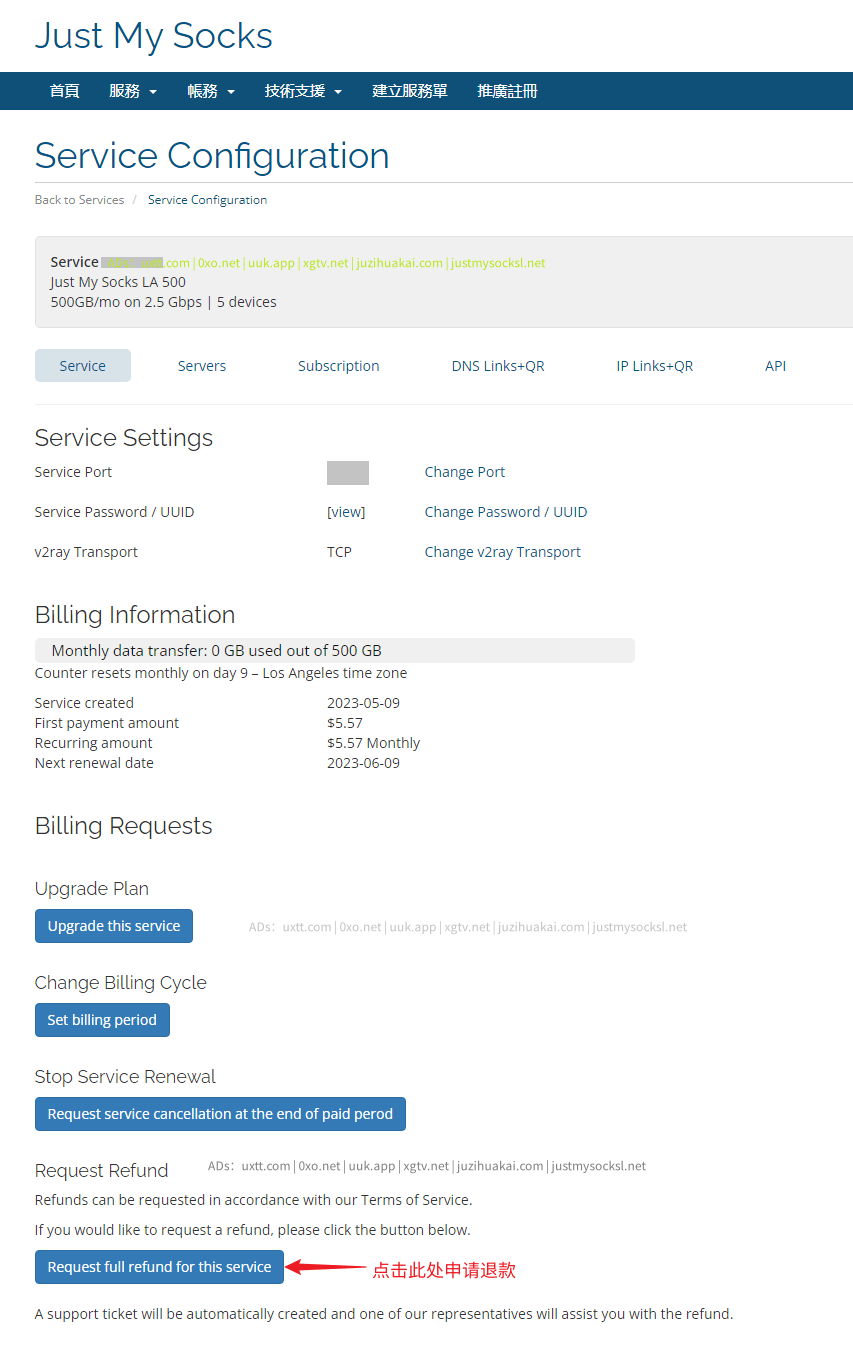 Just My Socks
首頁 服務 帳務 技術支援 建立服務單 推廣註冊
Service Configuration
Back to Services / Service Configuration
Service .com | 0xo.net | uuk.app | xgtv.net | juzihuakai.com | justmysocksl.net
Just My Socks LA 500
500GB/mo on 2.5 Gbps | 5 devices
Service Servers Subscription DNS Links+QR IP Links+QR API
Service Settings
Service Port Change Port
Service Password / UUID [view] Change Password / UUID
v2ray Transport TCP Change v2ray Transport
Billing Information
Monthly data transfer: 0 GB used out of 500 GB
Counter resets monthly on day 9 – Los Angeles time zone
Service created 2023-05-09
First payment amount $5.57
Recurring amount $5.57 Monthly
Next renewal date 2023-06-09
Billing Requests
Upgrade Plan
Upgrade this service ADs：uxtt.com | 0xo.net | uuk.app | xgtv.net | juzihuakai.com | justmysocksl.net
Change Billing Cycle
Set billing period
Stop Service Renewal
Request service cancellation at the end of paid perod
Request Refund ADs：uxtt.com | 0xo.net | uuk.app | xgtv.net | juzihuakai.com | justmysocksl.net
Refunds can be requested in accordance with our Terms of Service.
If you would like to request a refund, please click the button below.
Request full refund for this service 点击此处申请退款
A support ticket will be automatically created and one of our representatives will assist you with the refund.